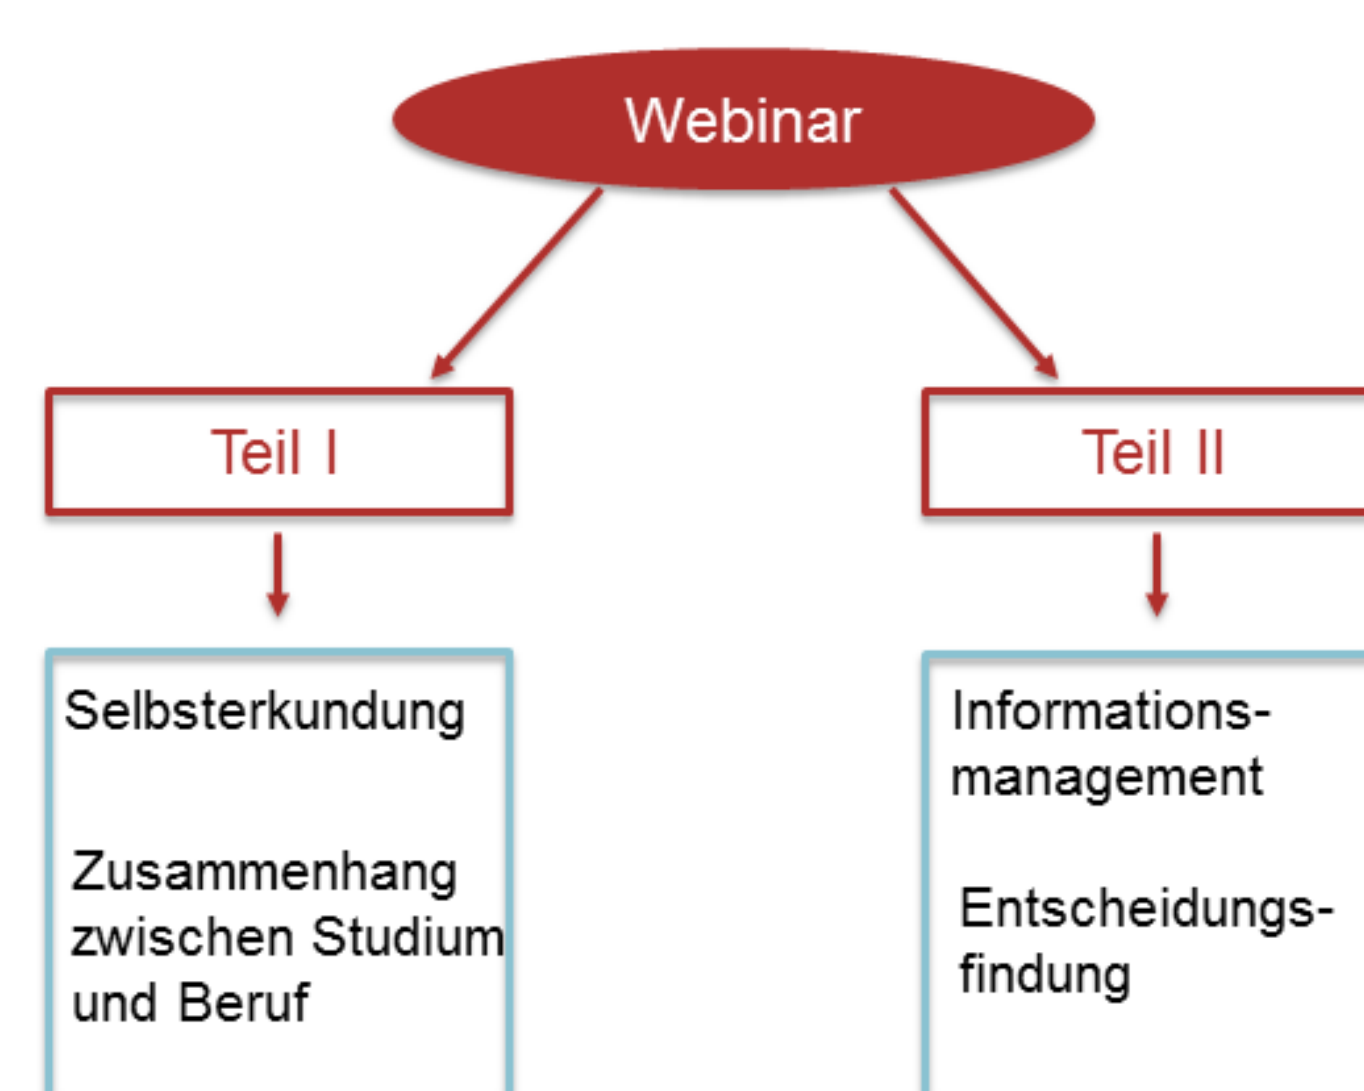 Webinar
Teil I
Teil II
Selbsterkundung
Zusammenhang
zwischen Studium
und Beruf
Informations-
management
Entscheidungs-
findung